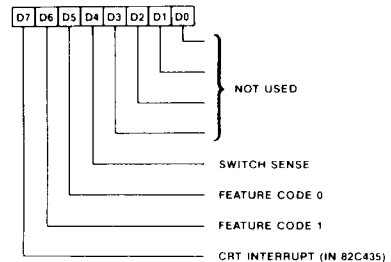 D7 D6 D5 D4 D3 D2 D1 D0
NOT USED
SWITCH SENSE
FEATURE CODE 0
FEATURE CODE 1
CRT INTERRUPT (IN 82C435)